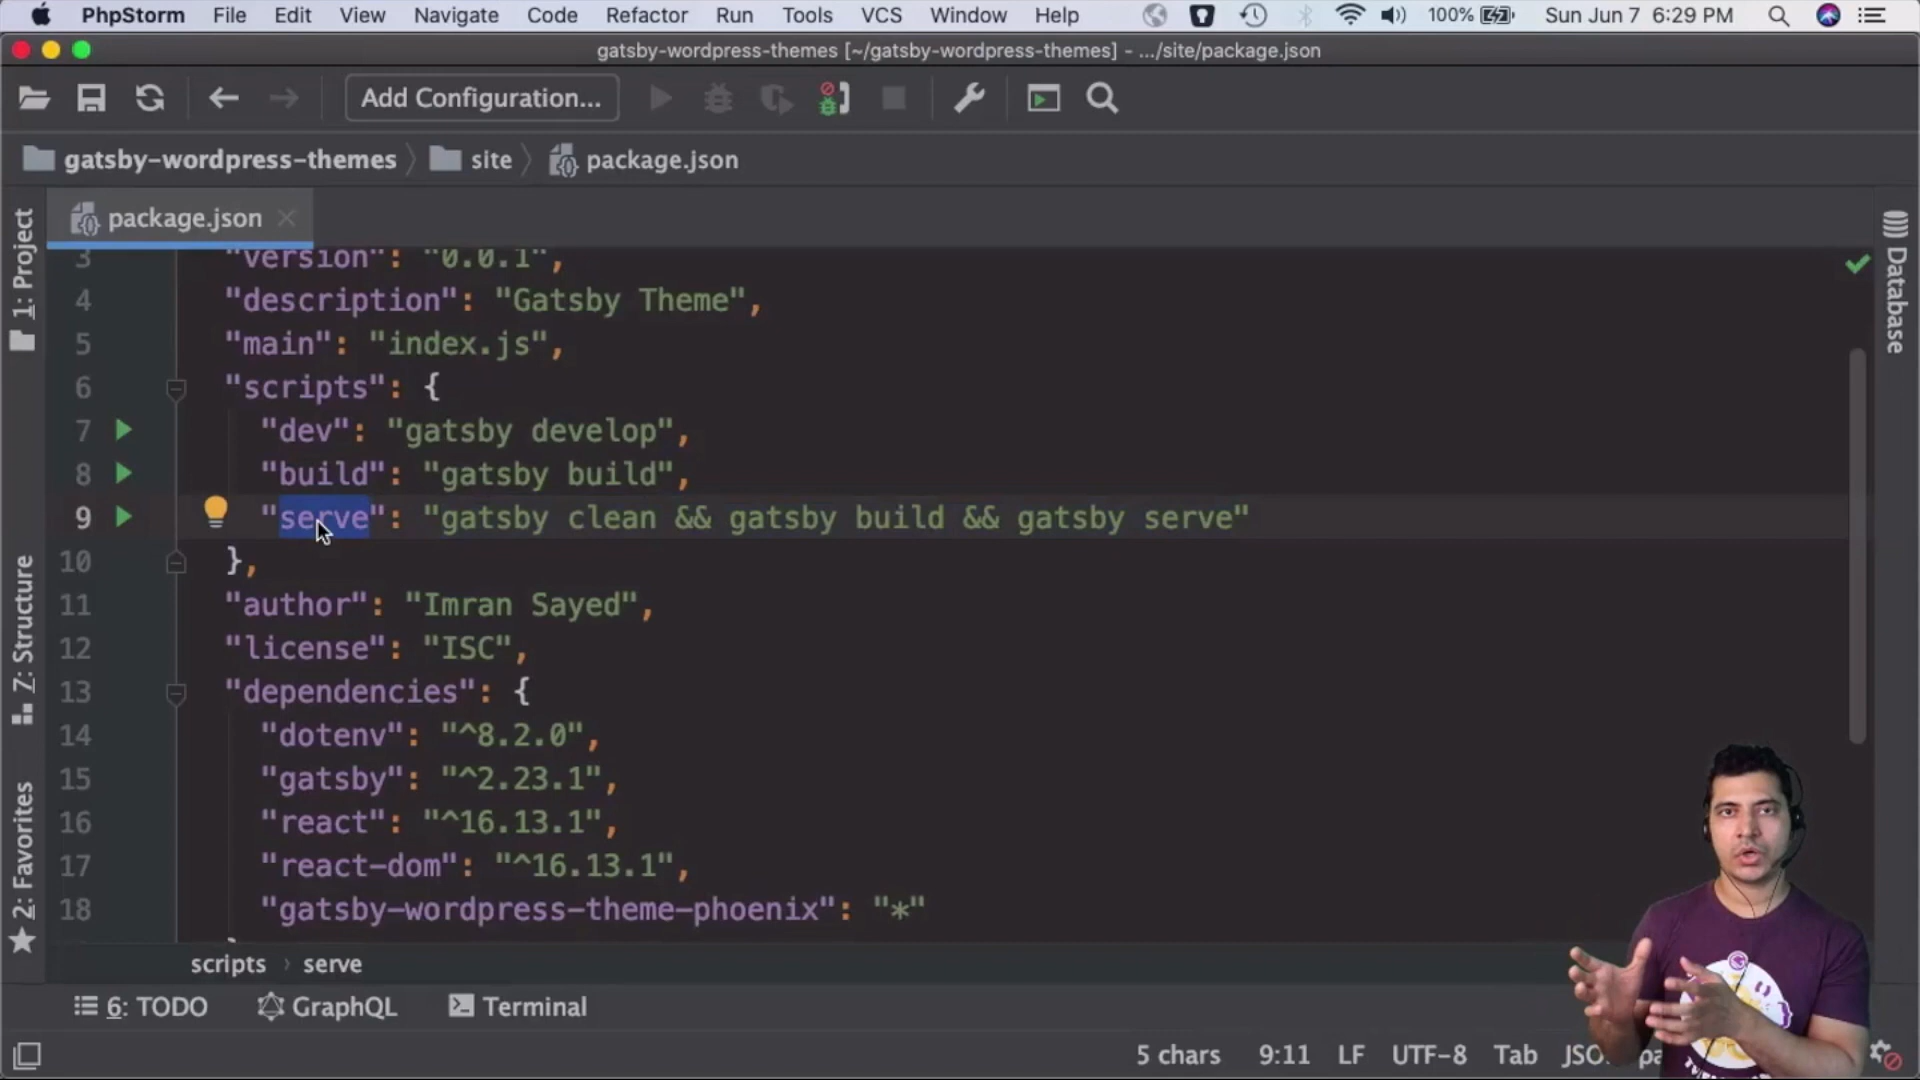 PhpStorm File Edit View Navigate Code Refactor Run Tools VCS Window Help 100% Sun Jun 7 6:29 PM
gatsby-wordpress-themes [~/gatsby-wordpress-themes] - .../site/package.json
Add Configuration...
gatsby-wordpress-themes site package.json
package.json
1: Project
Z: Structure
2: Favorites
Database
3 "version": "0.0.1",
4 "description": "Gatsby Theme",
5 "main": "index.js",
6 "scripts": {
7 "dev": "gatsby develop",
8 "build": "gatsby build",
9 "serve": "gatsby clean && gatsby build && gatsby serve"
10 },
11 "author": "Imran Sayed",
12 "license": "ISC",
13 "dependencies": {
14 "dotenv": "^8.2.0",
15 "gatsby": "^2.23.1",
16 "react": "^16.13.1",
17 "react-dom": "^16.13.1",
18 "gatsby-wordpress-theme-phoenix": "*"
scripts › serve
6: TODO GraphQL Terminal
5 chars 9:11 LF UTF-8 Tab